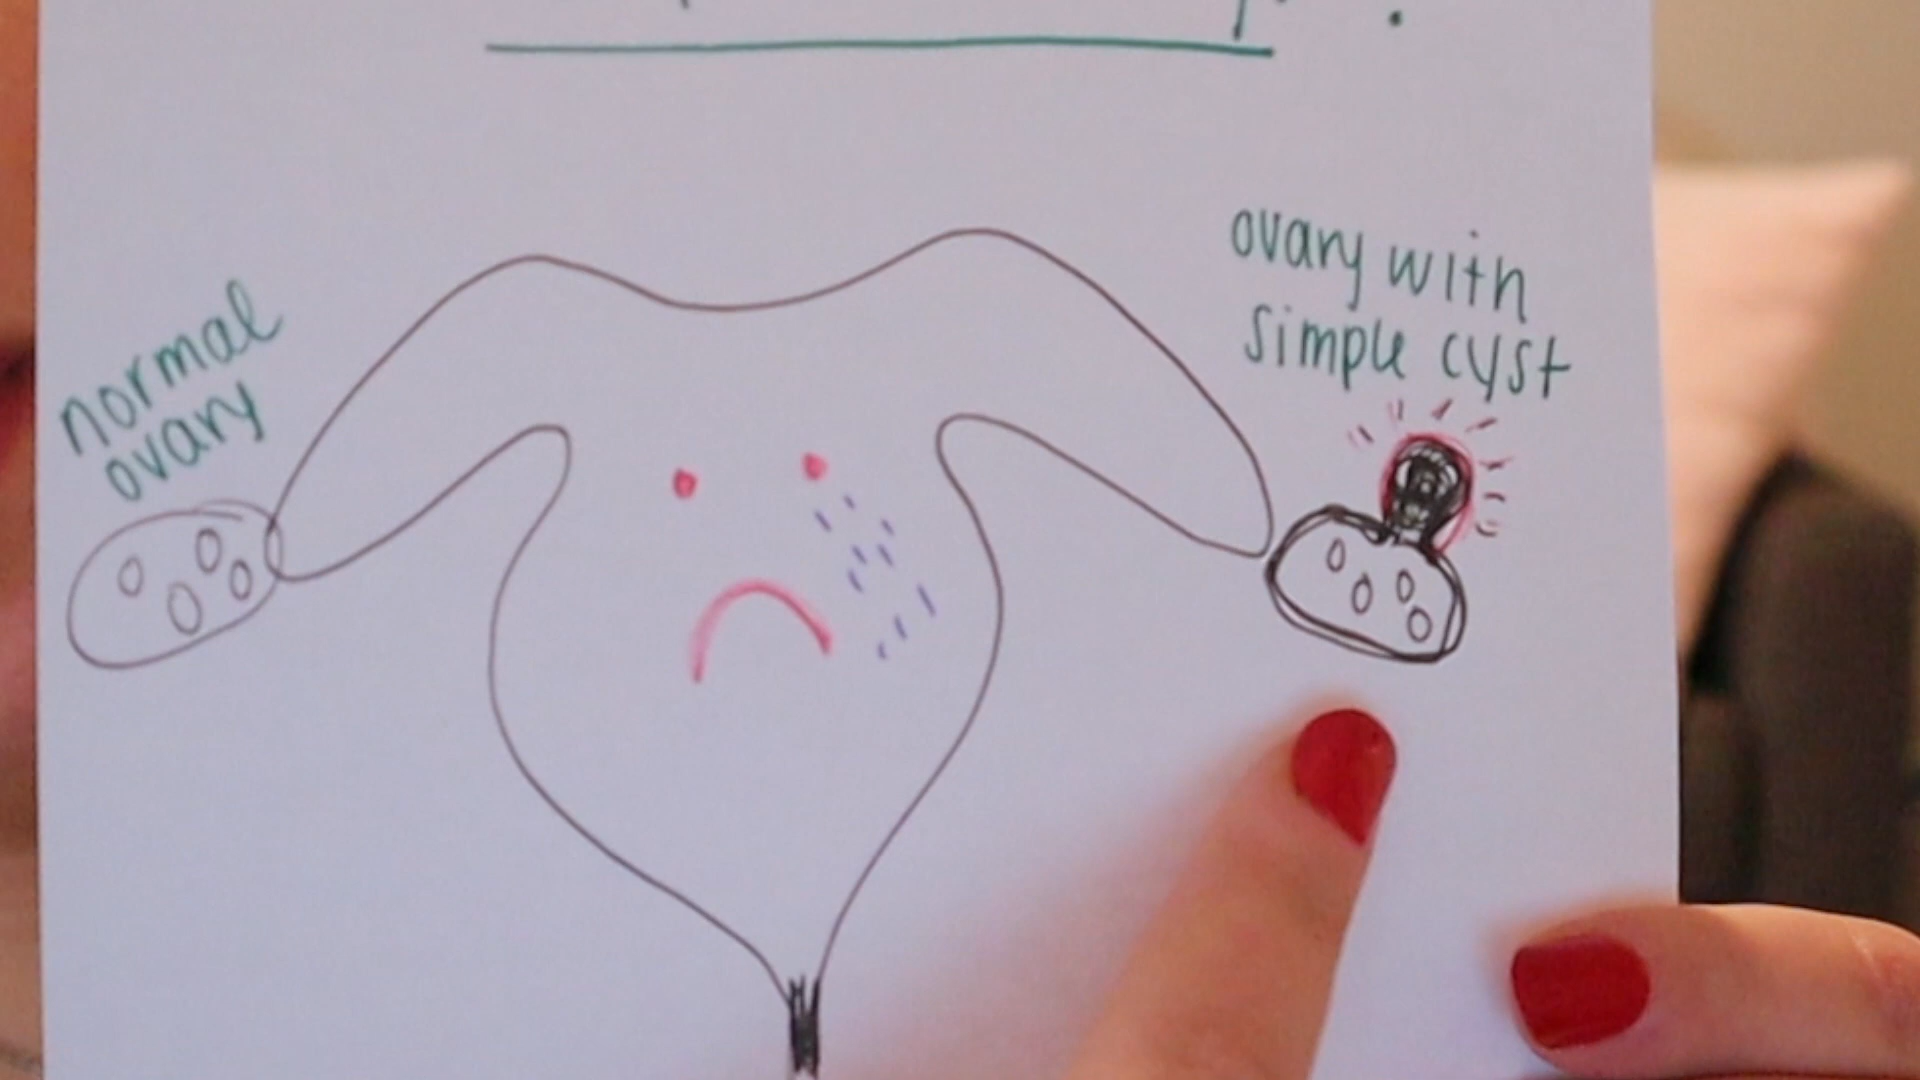 normal
ovary
ovary with
simple cyst